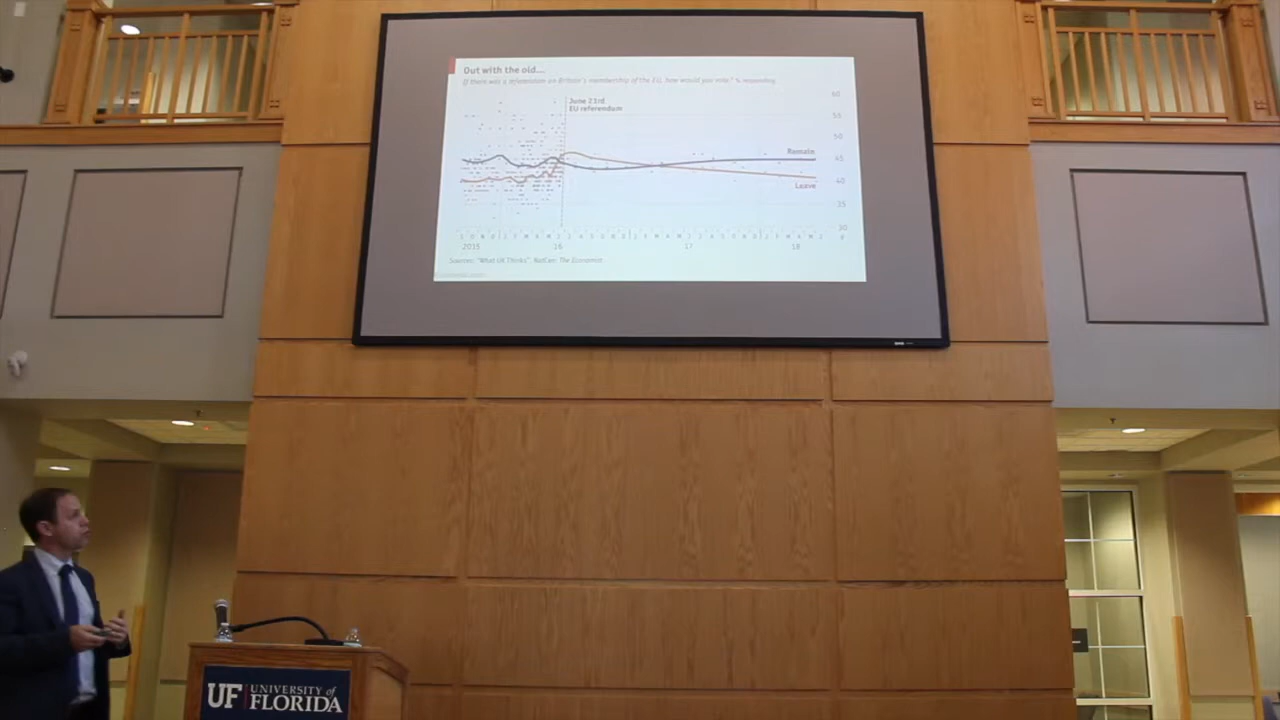 Out with the old...
If there was a referendum on Britain's membership of the EU, how would you vote? % responding
June 23rd
EU referendum
60
55
50
Remain
45
40
Leave
35
30
2015
16
17
18
Sources: "What UK Thinks", NatCen; The Economist
UF UNIVERSITY of
FLORIDA